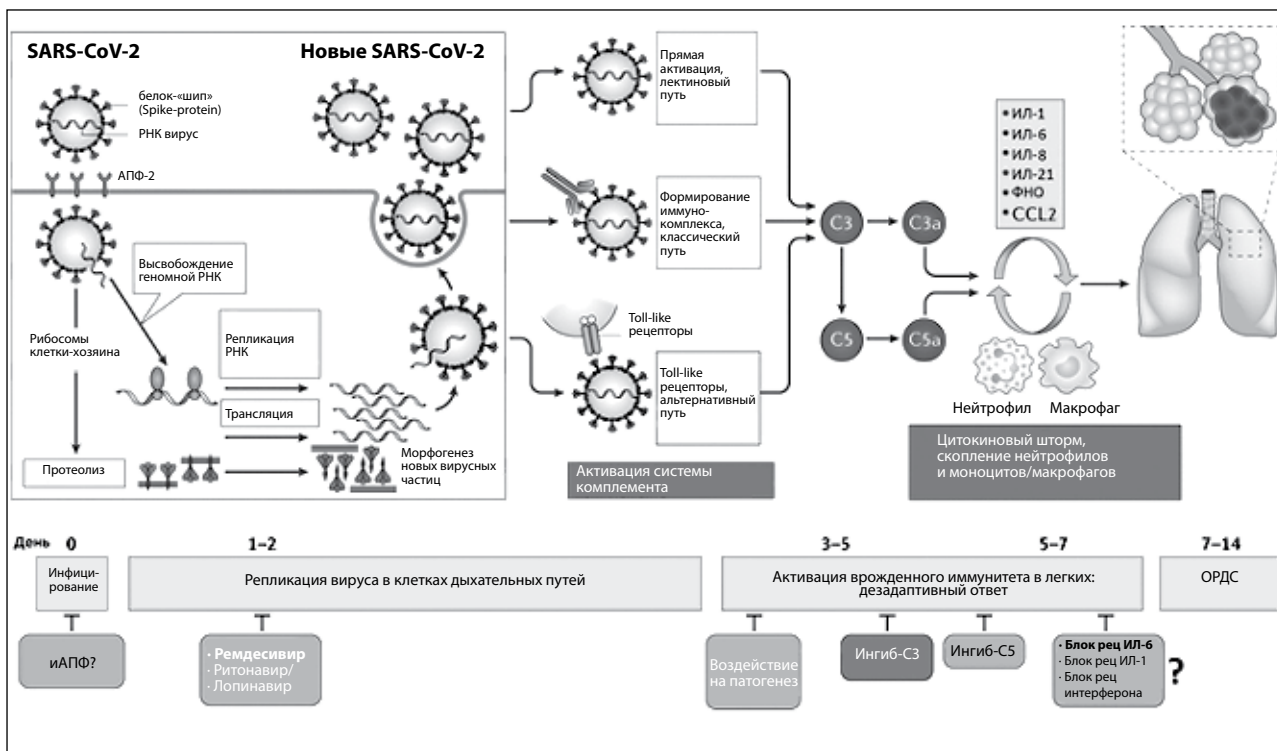 SARS-CoV-2
Новые SARS-CoV-2
белок-«шип»
(Spike-protein)
РНК вирус
АПФ-2
Высвобождение
геномной РНК
Рибосомы
клетки-хозяина
Репликация
РНК
Трансляция
Протеолиз
Морфогенез
новых вирусных
частиц
Прямая
активация,
лектиновый
путь
Формирование
иммуно-
комплекса,
классический
путь
Toll-like
рецепторы
Toll-like
рецепторы,
альтернативный
путь
Активация системы
комплемента
C3
C3a
C5
C5a
• ИЛ-1
• ИЛ-6
• ИЛ-8
• ИЛ-21
• ФНО
• CCL2
Нейтрофил
Макрофаг
Цитокиновый шторм,
скопление нейтрофилов
и моноцитов/макрофагов
День 0
1–2
3–5
5–7
7–14
Инфици-
рование
Репликация вируса в клетках дыхательных путей
Активация врожденного иммунитета в легких:
дезадаптивный ответ
ОРДС
иАПФ?
· Ремдесивир
· Ритонавир/
· Лопинавир
Воздействие
на патогенез
Ингиб-С3
Ингиб-С5
· Блок рец ИЛ-6
· Блок рец ИЛ-1
· Блок рец
интерферона
?